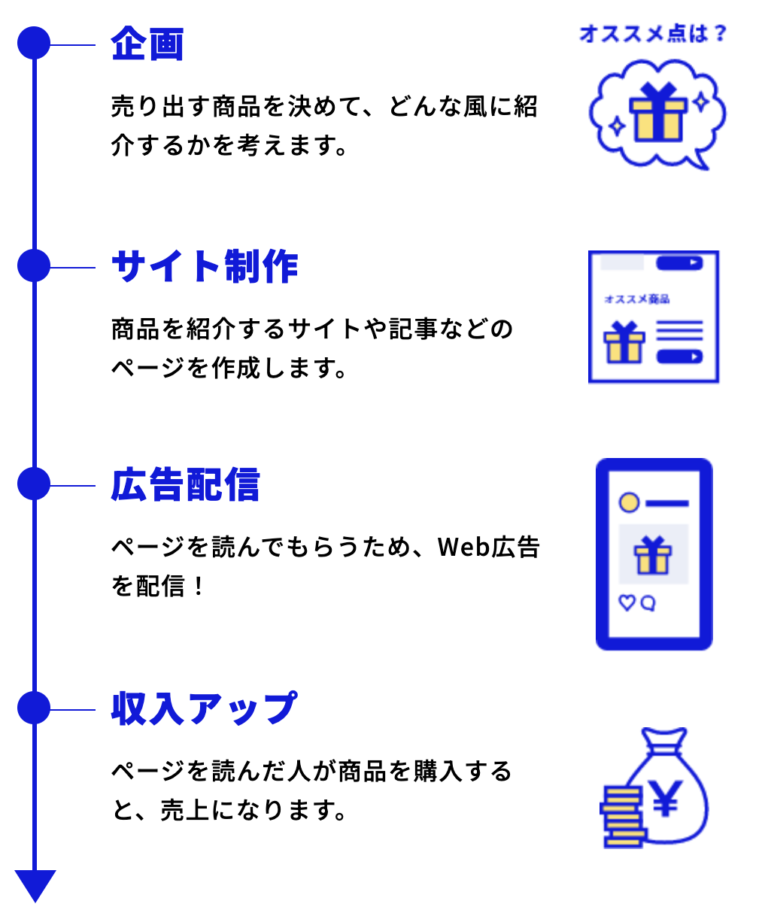 企画
オススメ点は？
売り出す商品を決めて、どんな風に紹
介するかを考えます。
サイト制作
オススメ商品
商品を紹介するサイトや記事などの
ページを作成します。
広告配信
ページを読んでもらうため、Web広告
を配信！
収入アップ
ページを読んだ人が商品を購入する
と、売上になります。
¥